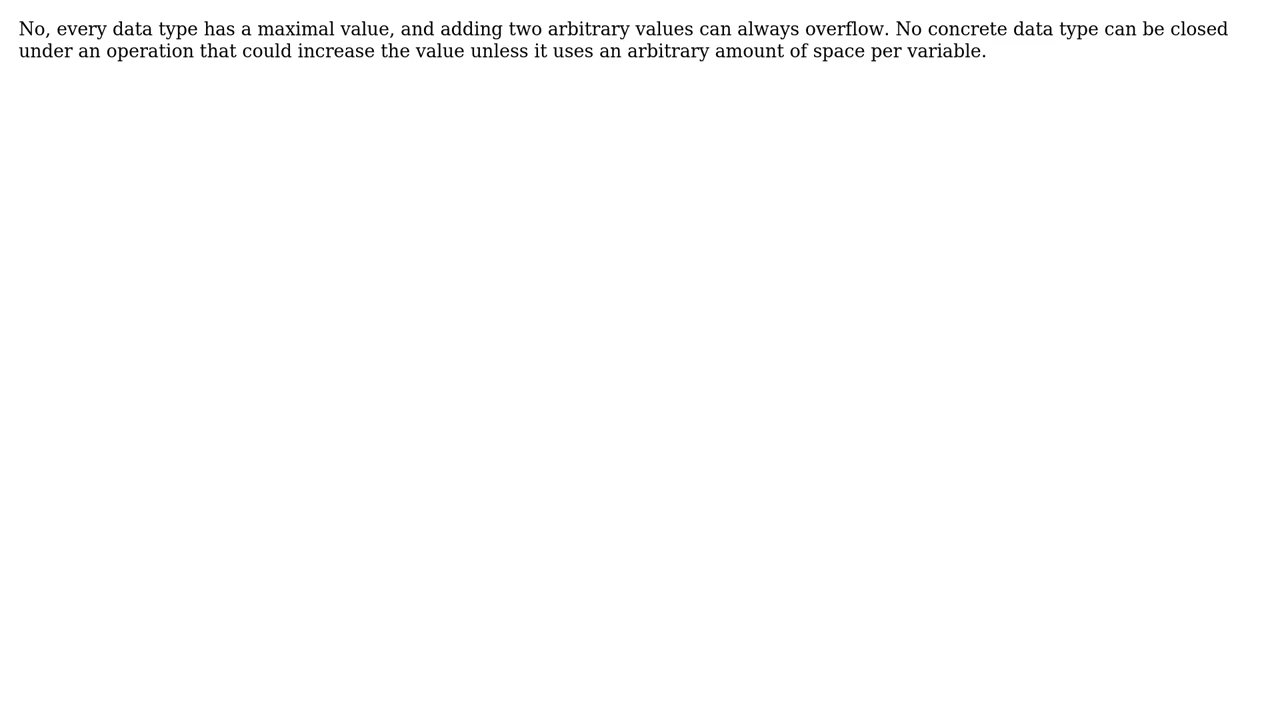 No, every data type has a maximal value, and adding two arbitrary values can always overflow. No concrete data type can be closed
under an operation that could increase the value unless it uses an arbitrary amount of space per variable.